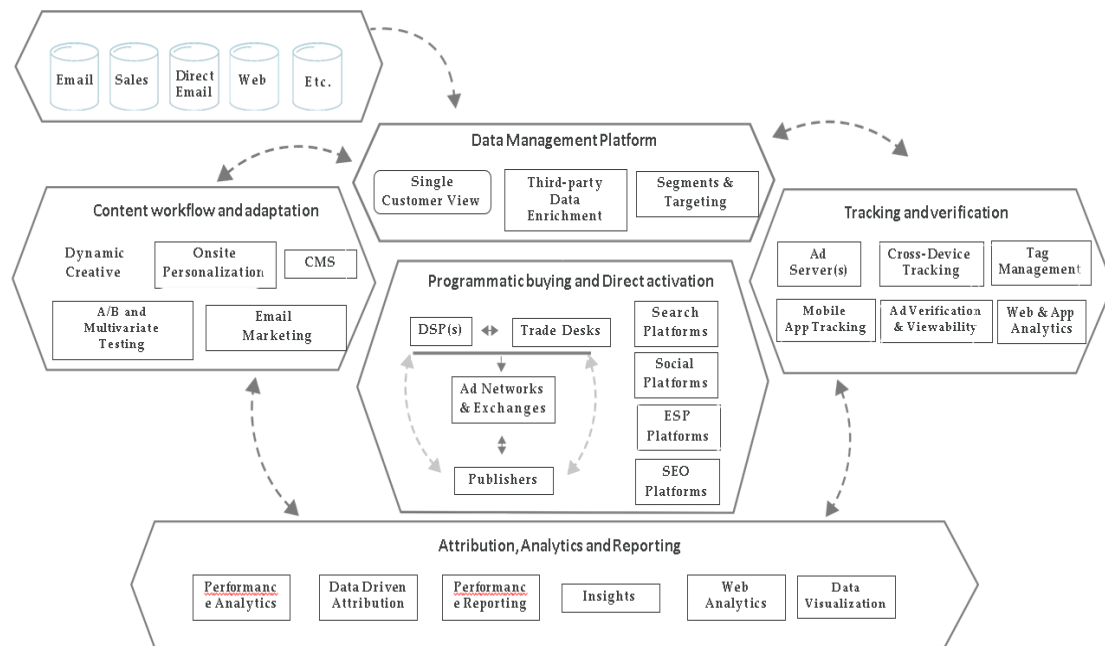 Email
Sales
Direct
Email
Web
Etc.
Data Management Platform
Single
Customer View
Third-party
Data
Enrichment
Segments &
Targeting
Content workflow and adaptation
Dynamic
Creative
Onsite
Personalization
CMS
A/B and
Multivariate
Testing
Email
Marketing
Tracking and verification
Ad
Server(s)
Cross-Device
Tracking
Tag
Management
Mobile
App Tracking
Ad Verification
& Viewability
Web & App
Analytics
Programmatic buying and Direct activation
DSP(s)
Trade Desks
Ad Networks
& Exchanges
Publishers
Search
Platforms
Social
Platforms
ESP
Platforms
SEO
Platforms
Attribution, Analytics and Reporting
Performanc
e Analytics
Data Driven
Attribution
Performanc
e Reporting
Insights
Web
Analytics
Data
Visualization